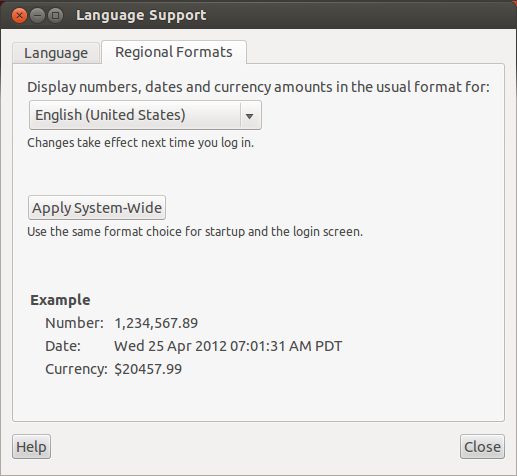 Language Support
Language
Regional Formats
Display numbers, dates and currency amounts in the usual format for:
English (United States)
Changes take effect next time you log in.
Apply System-Wide
Use the same format choice for startup and the login screen.
Example
Number: 1,234,567.89
Date: Wed 25 Apr 2012 07:01:31 AM PDT
Currency: $20457.99
Help
Close